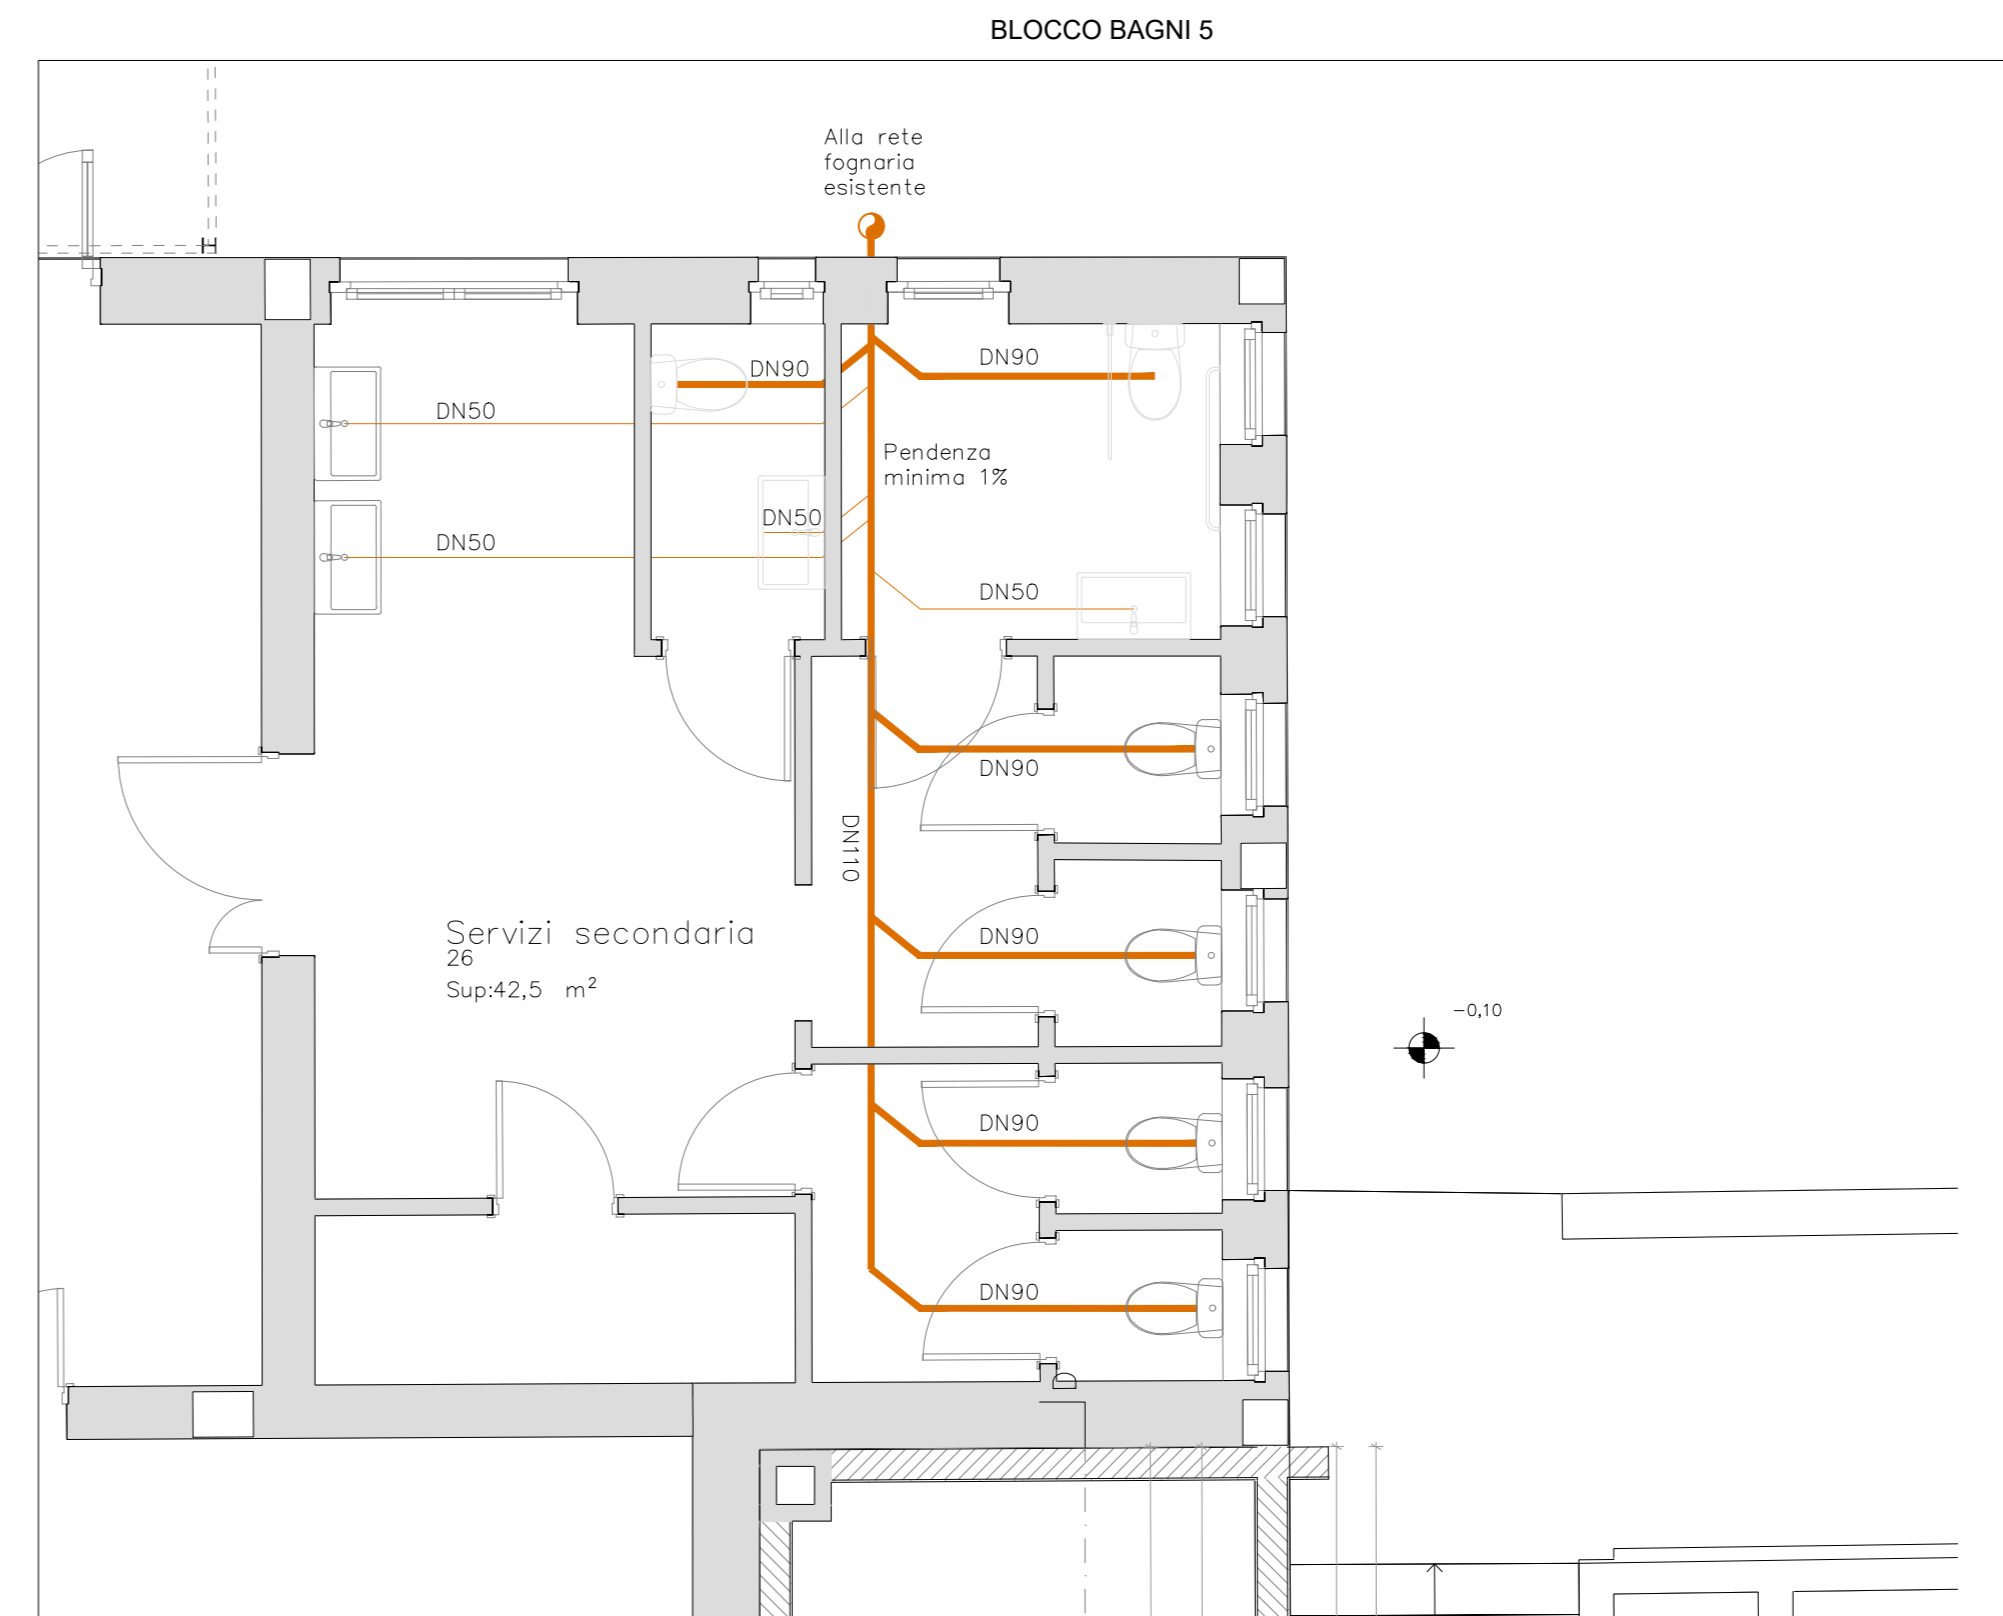 BLOCCO BAGNI 5
Alla rete
fognaria
esistente
DN90
DN90
DN50
Pendenza
minima 1%
DN50
DN50
DN50
DN90
DN110
Servizi secondaria
26
Sup:42,5 m²
DN90
-0,10
DN90
DN90